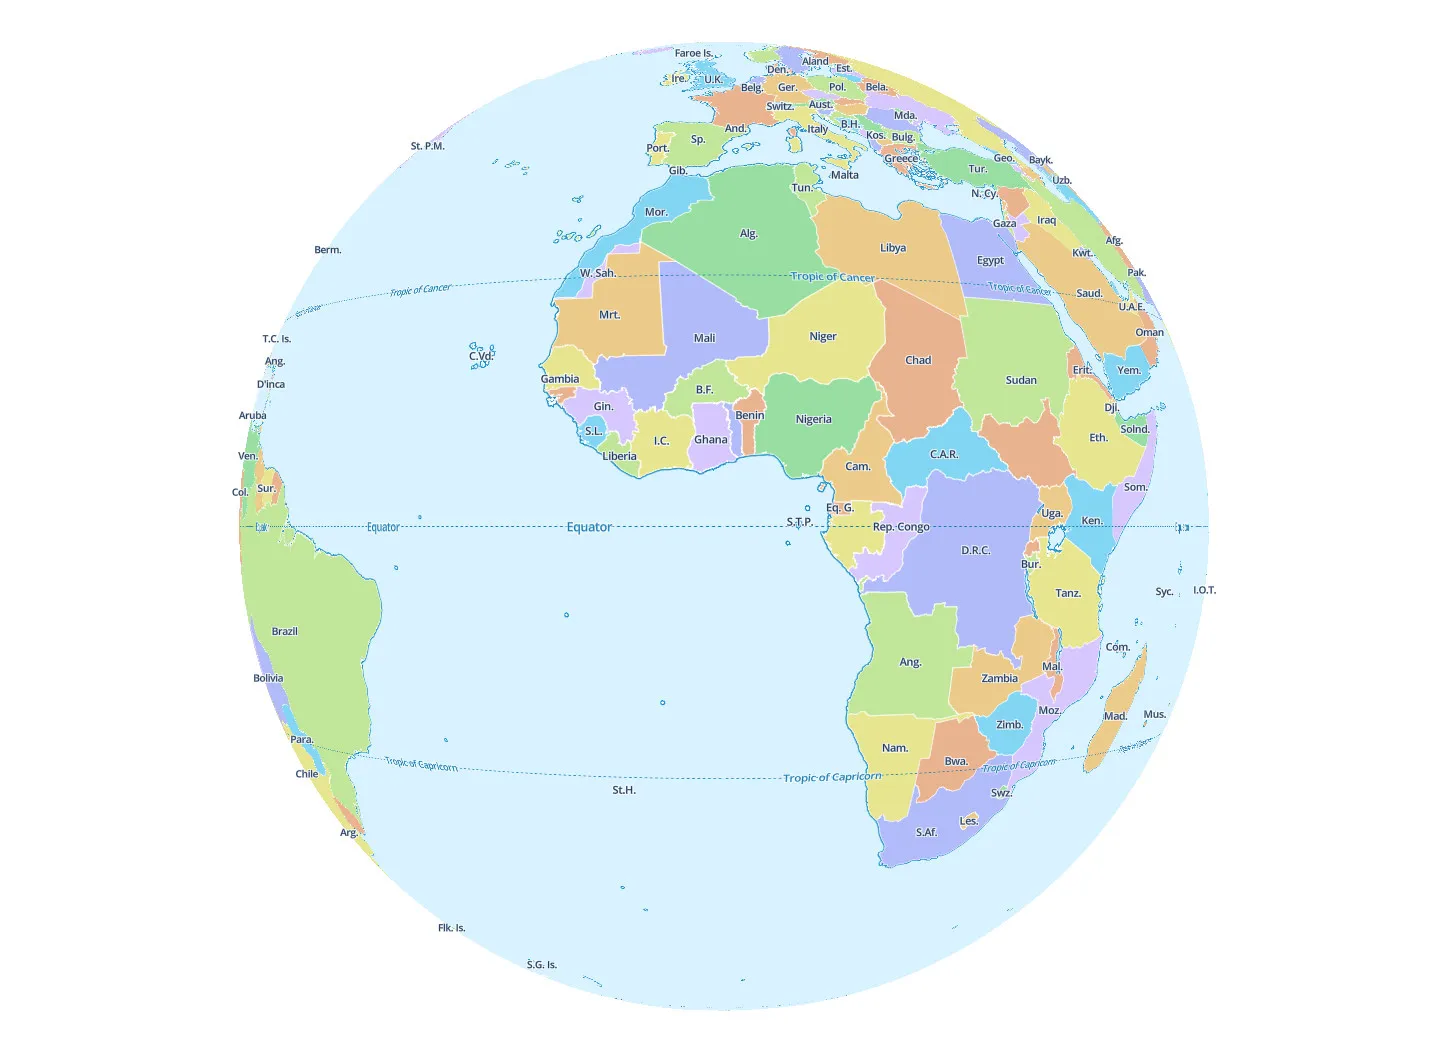 Faroe Is.
Aland
Den.
Est.
Ire.
U.K.
Belg.
Ger.
Pol.
Bela.
Switz.
Aust.
Mda.
B.H.
Italy
And.
Sp.
Kos.
Bulg.
Port.
St. P.M.
Greece
Geo.
Bayk.
Gib.
Malta
Tur.
Uzb.
Tun.
N. Cy.
Mor.
Gaza
Iraq
Alg.
Afg.
Berm.
Libya
Kwt.
Egypt
W. Sah.
Pak.
Tropic of Cancer
Tropic of Cancer
Tropic of Cancer
Saud.
U.A.E.
Mrt.
Oman
T.C. Is.
Mali
Niger
C.Vd.
Ang.
Chad
Yem.
Erit.
Gambia
Sudan
D'inca
B.F.
Gin.
Dji.
Aruba
Benin
Nigeria
S.L.
Solnd.
I.C.
Ghana
Eth.
Ven.
Liberia
C.A.R.
Cam.
Col.
Sur.
Som.
Eq. G.
Uga.
S.T.P.
Ken.
Equator
Equator
Rep. Congo
D.R.C.
Bur.
Syc.
I.O.T.
Tanz.
Brazil
Com.
Ang.
Mal.
Bolivia
Zambia
Moz.
Mad.
Mus.
Zimb.
Para.
Nam.
Bwa.
Tropic of Capricorn
Tropic of Capricorn
Tropic of Capricorn
Chile
St.H.
Swz.
Les.
Arg.
S.Af.
Flk. Is.
S.G. Is.